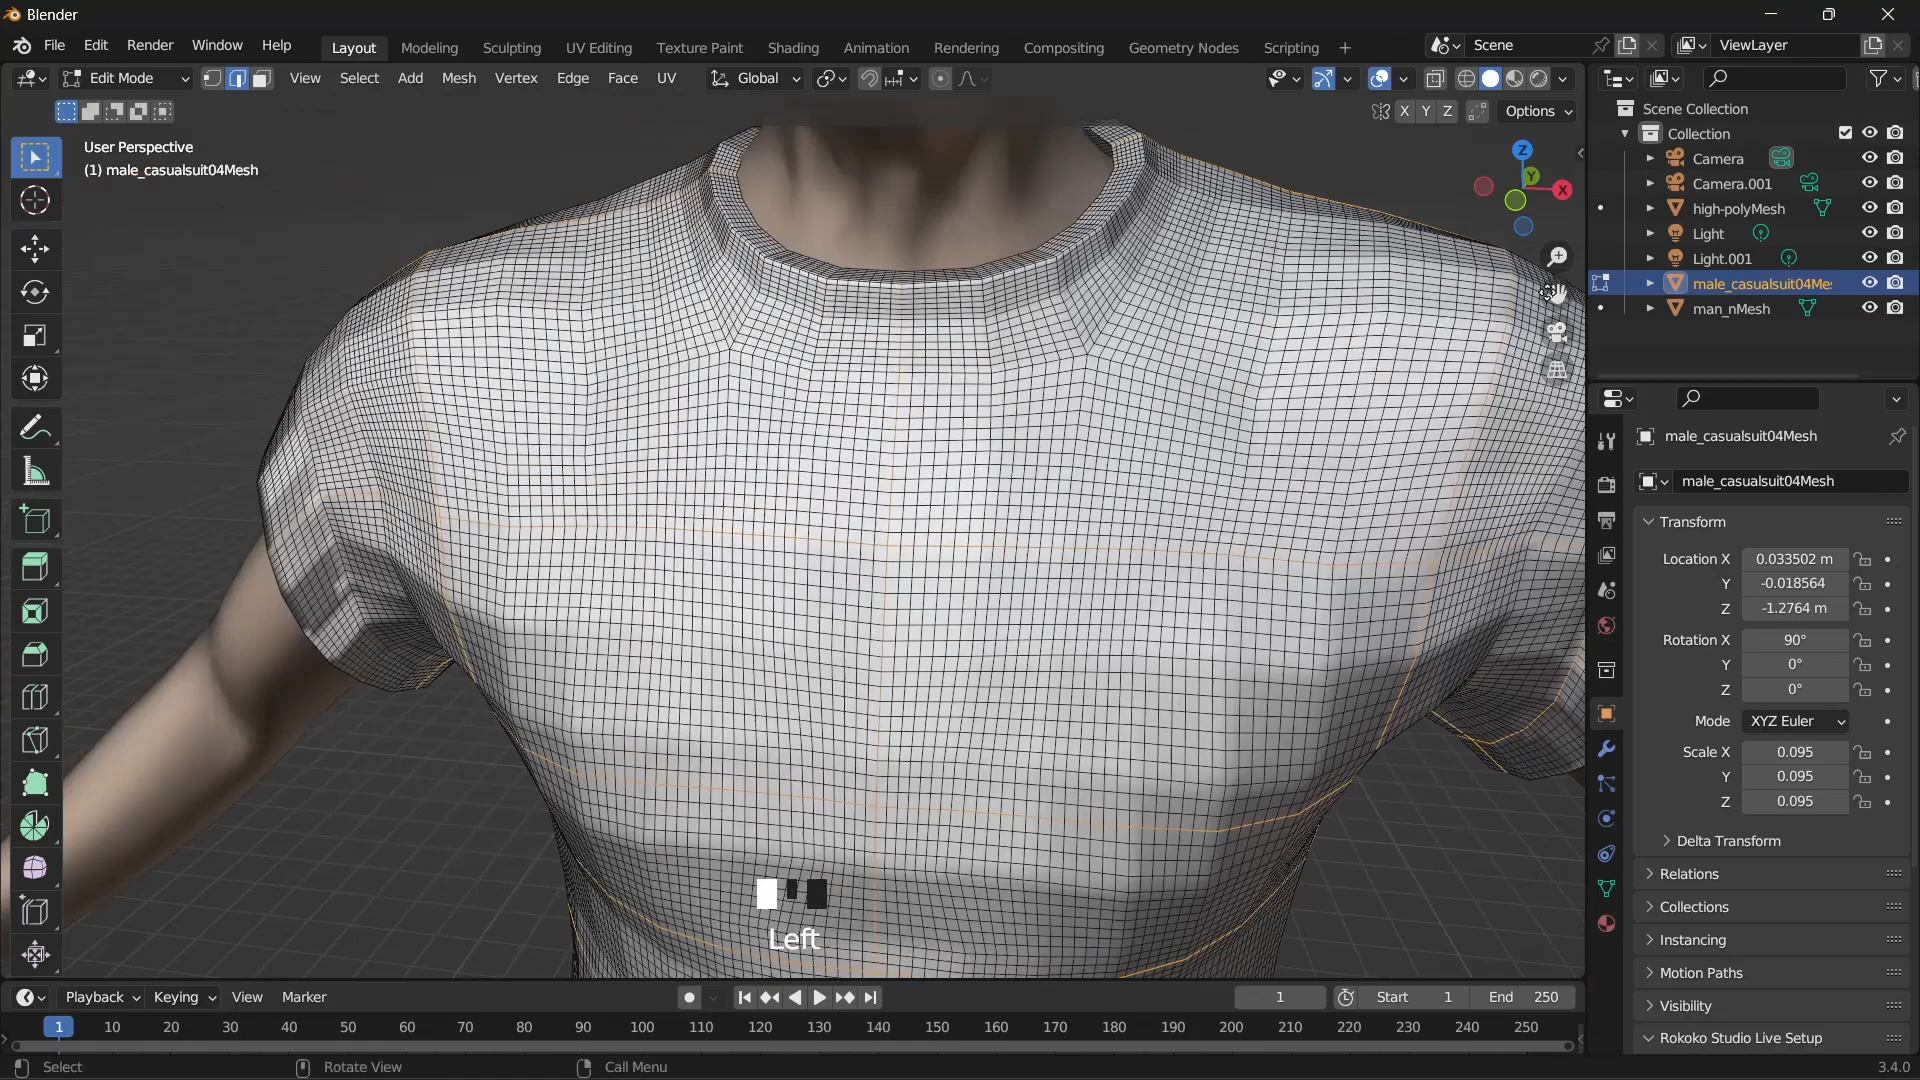 Blender
File Edit Render Window Help
Layout Modeling Sculpting UV Editing Texture Paint Shading Animation Rendering Compositing Geometry Nodes Scripting +
Scene
ViewLayer
Edit Mode View Select Add Mesh Vertex Edge Face UV Global
X Y Z Options
User Perspective
(1) male_casualsuit04Mesh
Z
Y
X
Scene Collection
Collection
Camera
Camera.001
high-polyMesh
Light
Light.001
male_casualsuit04Me
man_nMesh
male_casualsuit04Mesh
male_casualsuit04Mesh
Transform
Location X 0.033502 m
Y -0.018564
Z -1.2764 m
Rotation X 90°
Y 0°
Z 0°
Mode XYZ Euler
Scale X 0.095
Y 0.095
Z 0.095
Delta Transform
Relations
Collections
Instancing
Motion Paths
Visibility
Rokoko Studio Live Setup
Left
Playback Keying View Marker 1 Start 1 End 250
1 10 20 30 40 50 60 70 80 90 100 110 120 130 140 150 160 170 180 190 200 210 220 230 240 250
Select Rotate View Call Menu 3.4.0